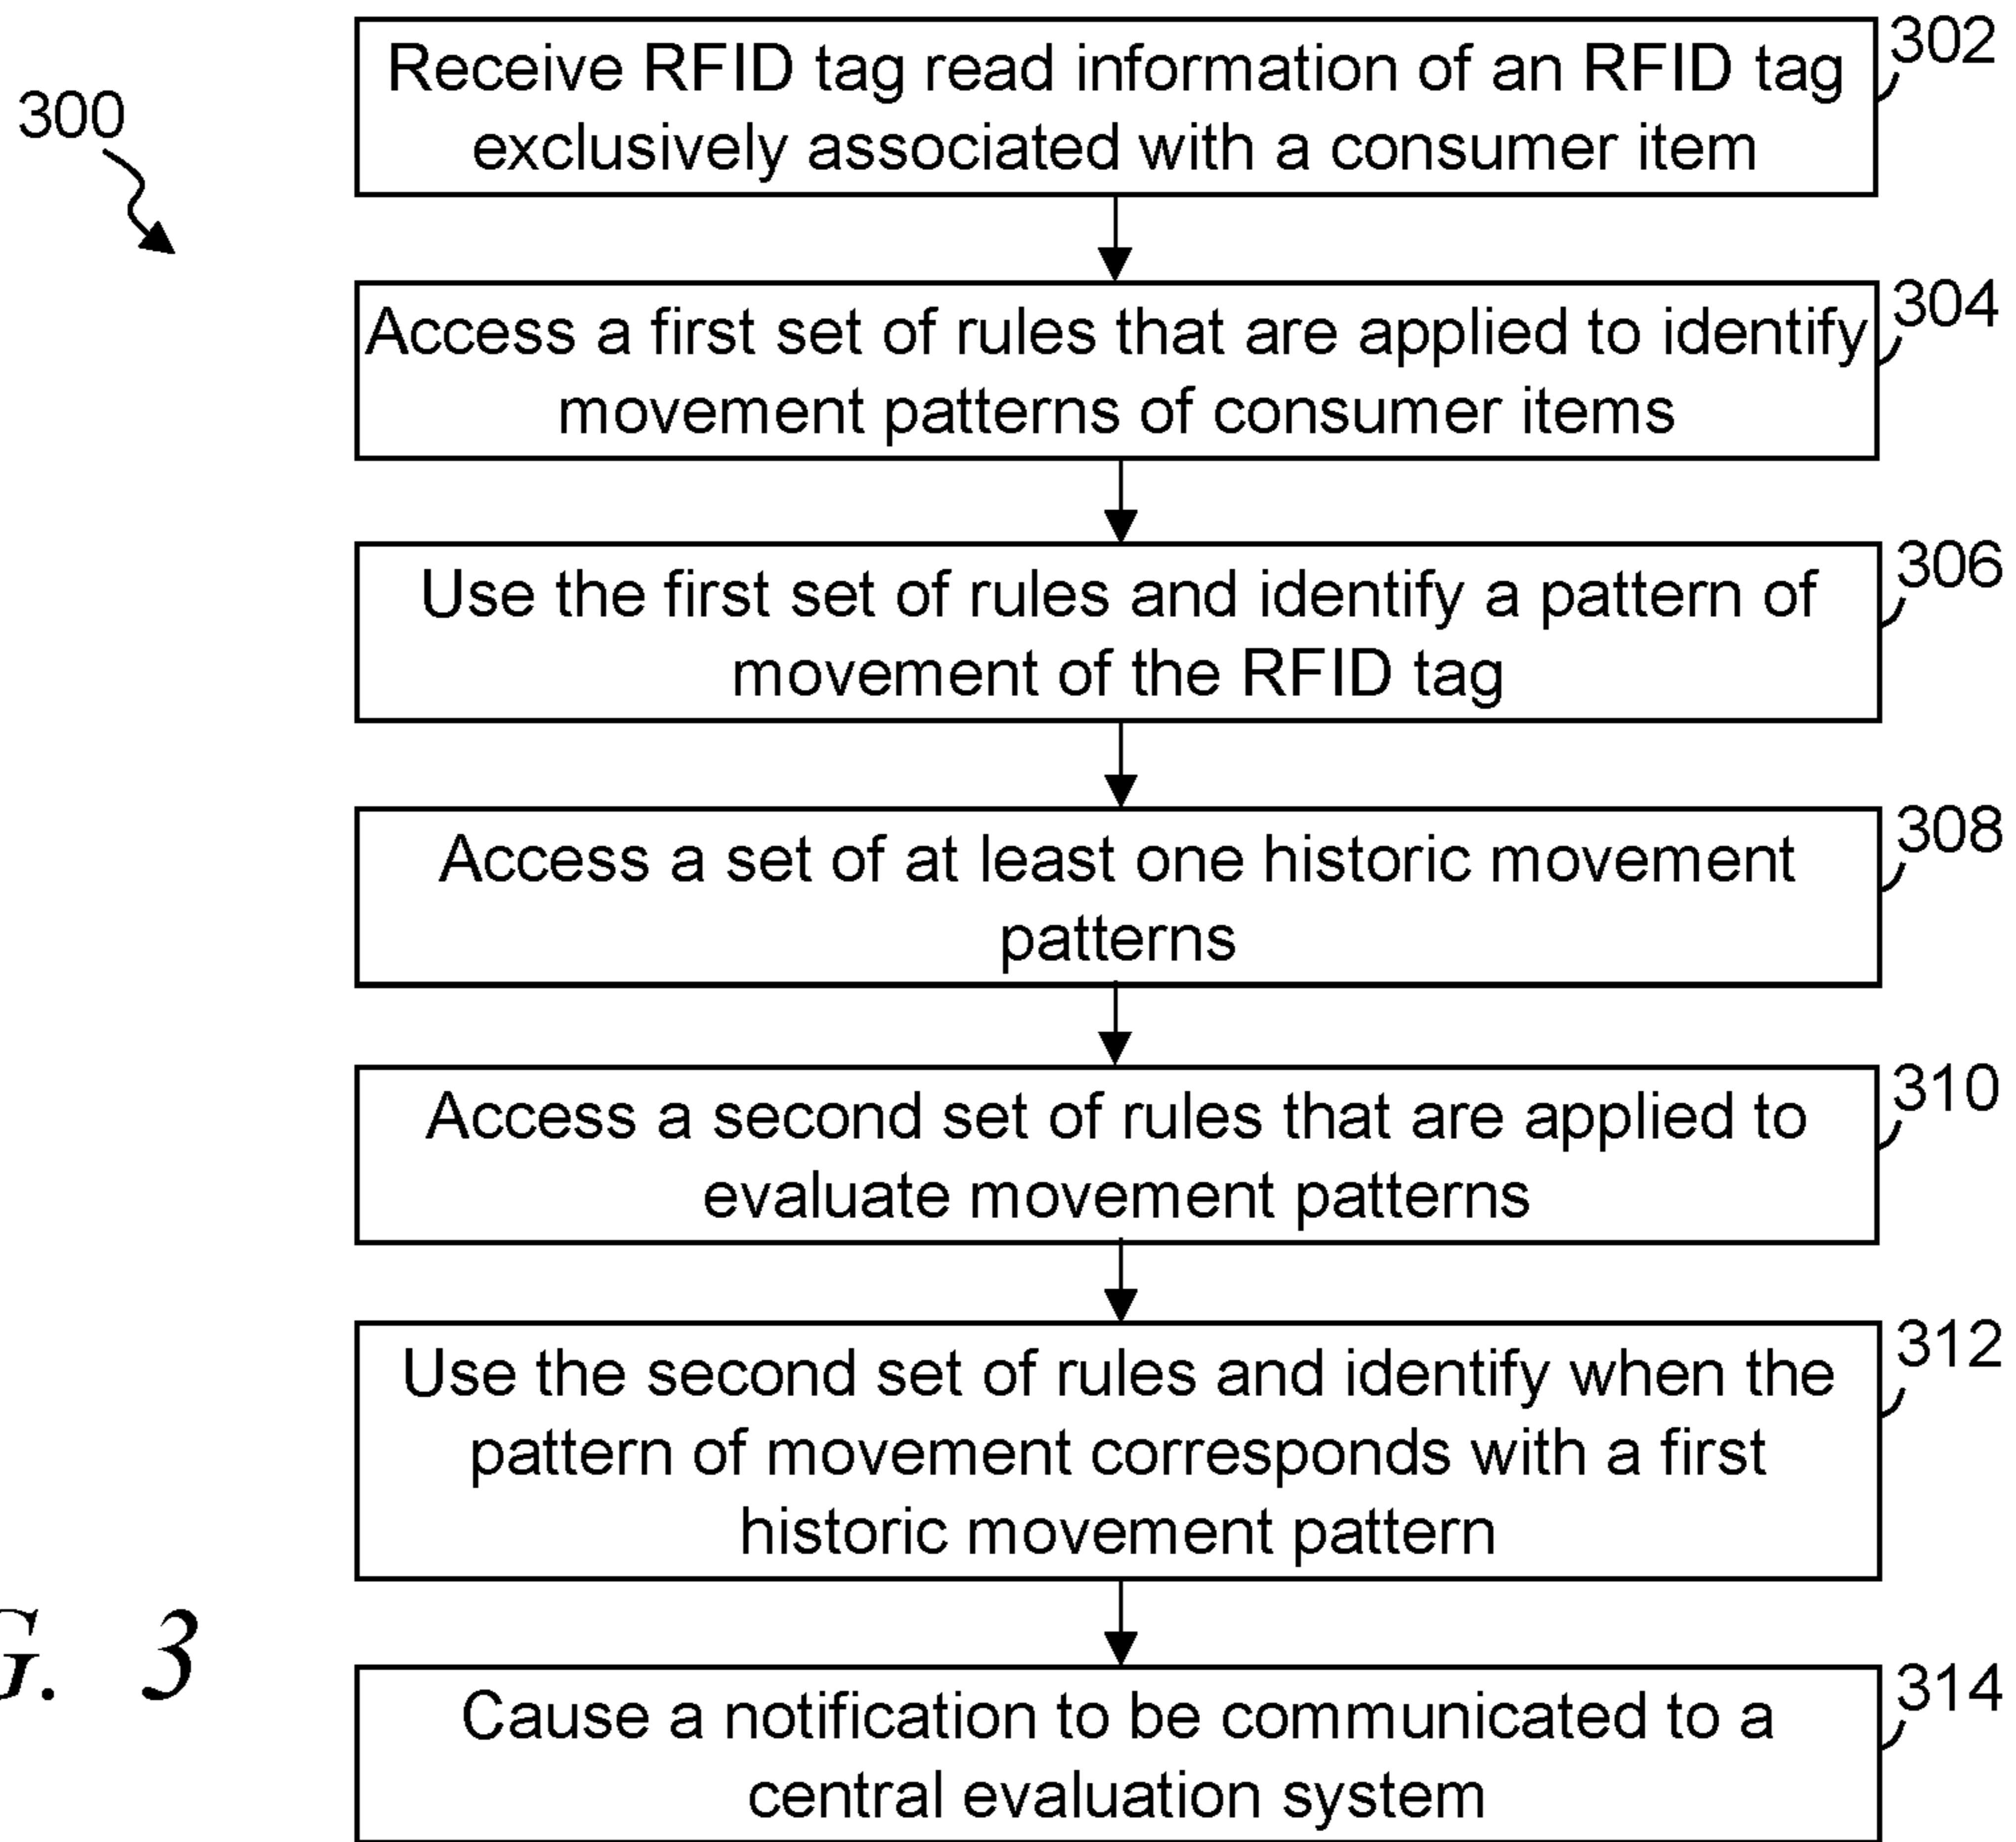 300
Receive RFID tag read information of an RFID tag
exclusively associated with a consumer item
302
Access a first set of rules that are applied to identify
movement patterns of consumer items
304
Use the first set of rules and identify a pattern of
movement of the RFID tag
306
Access a set of at least one historic movement
patterns
308
Access a second set of rules that are applied to
evaluate movement patterns
310
Use the second set of rules and identify when the
pattern of movement corresponds with a first
historic movement pattern
312
Cause a notification to be communicated to a
central evaluation system
314
G. 3